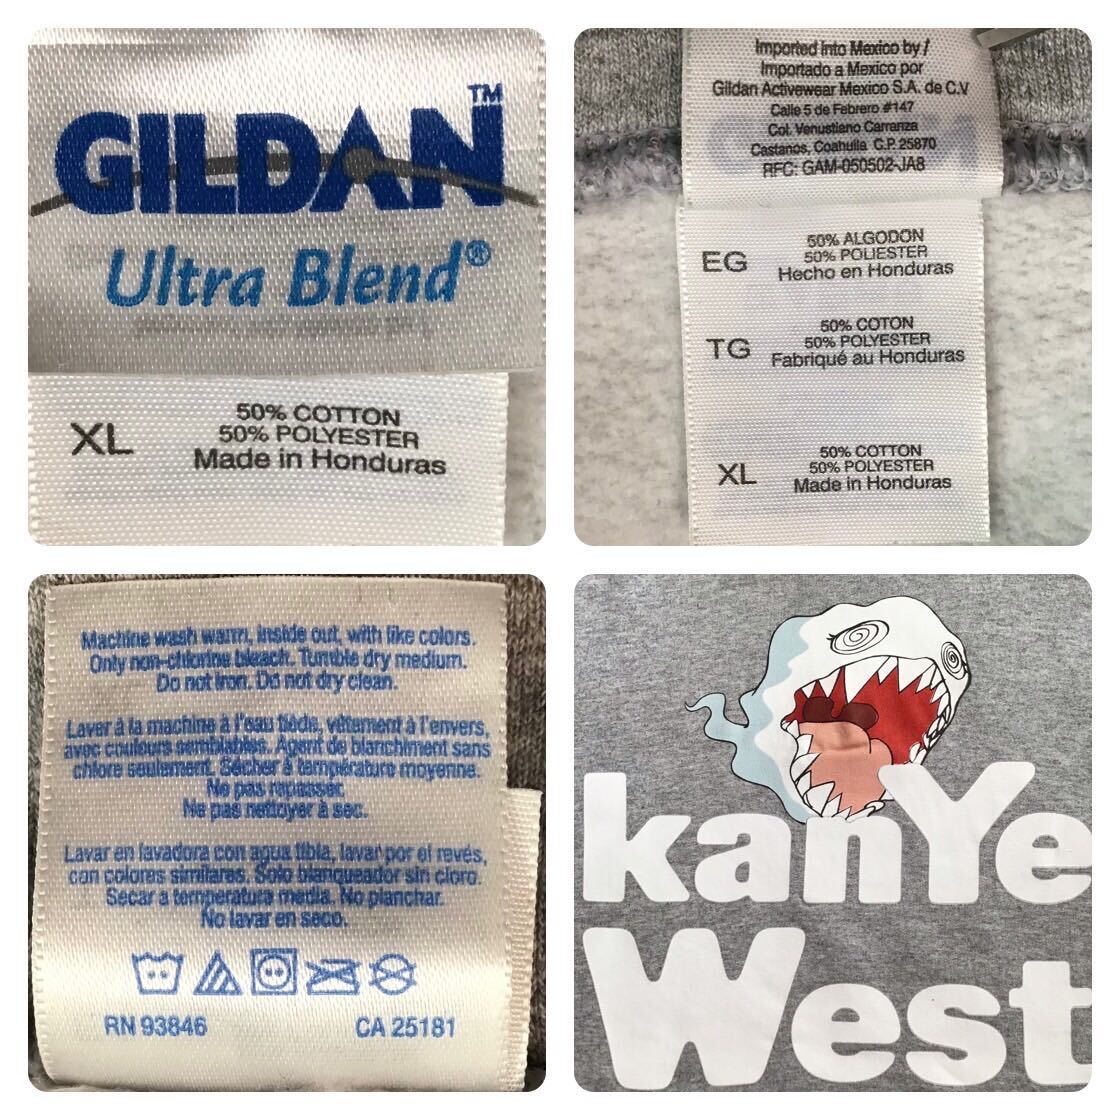 GILDAN™
Ultra Blend®
XL
50% COTTON
50% POLYESTER
Made in Honduras
Imported into Mexico by /
Importado a Mexico por
Gildan Activewear Mexico S.A. de C.V
Calle 5 de Febrero #147
Col. Venustiano Carranza
Castanos, Coahuila C.P. 25870
RFC: GAM-050502-JA8
EG
50% ALGODON
50% POLIESTER
Hecho en Honduras
TG
50% COTON
50% POLYESTER
Fabriqué au Honduras
XL
50% COTTON
50% POLYESTER
Made in Honduras
Machine wash warm, inside out, with like colors.
Only non-chlorine bleach. Tumble dry medium.
Do not iron. Do not dry clean.
Laver à la machine à l'eau tiède, vêtement à l'envers,
avec couleurs semblables. Agent de blanchiment sans
chlore seulement. Sécher à température moyenne.
Ne pas repasser.
Ne pas nettoyer à sec.
Lavar en lavadora con agua tibia, lavar por el revés,
con colores similares. Solo blanqueador sin cloro.
Secar a temperatura media. No planchar.
No lavar en seco.
RN 93846 CA 25181
kanYe
West